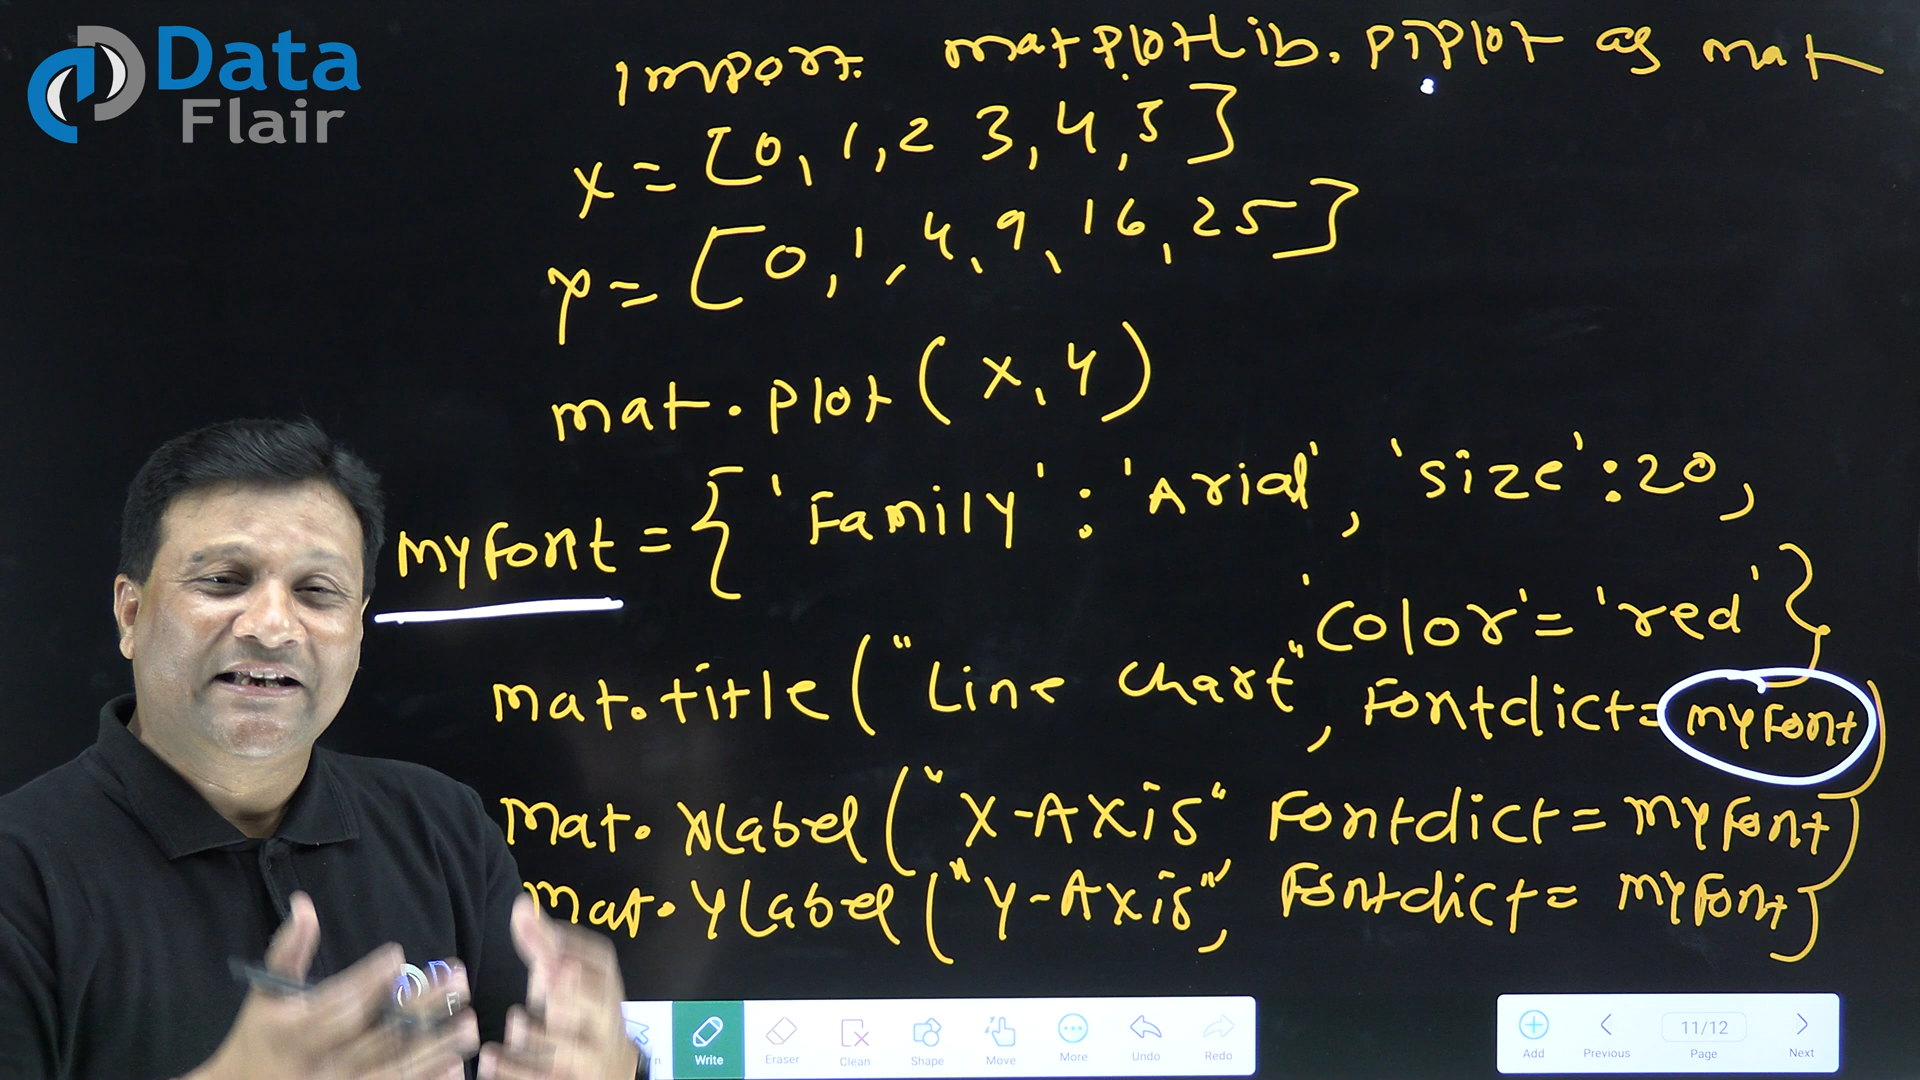 Data
Flair
import matplotlib.piplot as mat
x = [0, 1, 2 3, 4, 5]
y = [0, 1, 4, 9, 16, 25]
mat.plot(x, y)
myfont = {'Family' : 'Arial', 'size' : 20,
'Color' = 'red'}
mat.title("Line Chart", Fontdict= myfont)
mat.xlabel("X-Axis" Fontdict= myfont)
mat.ylabel("Y-Axis", Fontdict= myfont)
Write Eraser Clean Shape Move More Undo Redo
Add Previous 11/12 Page Next